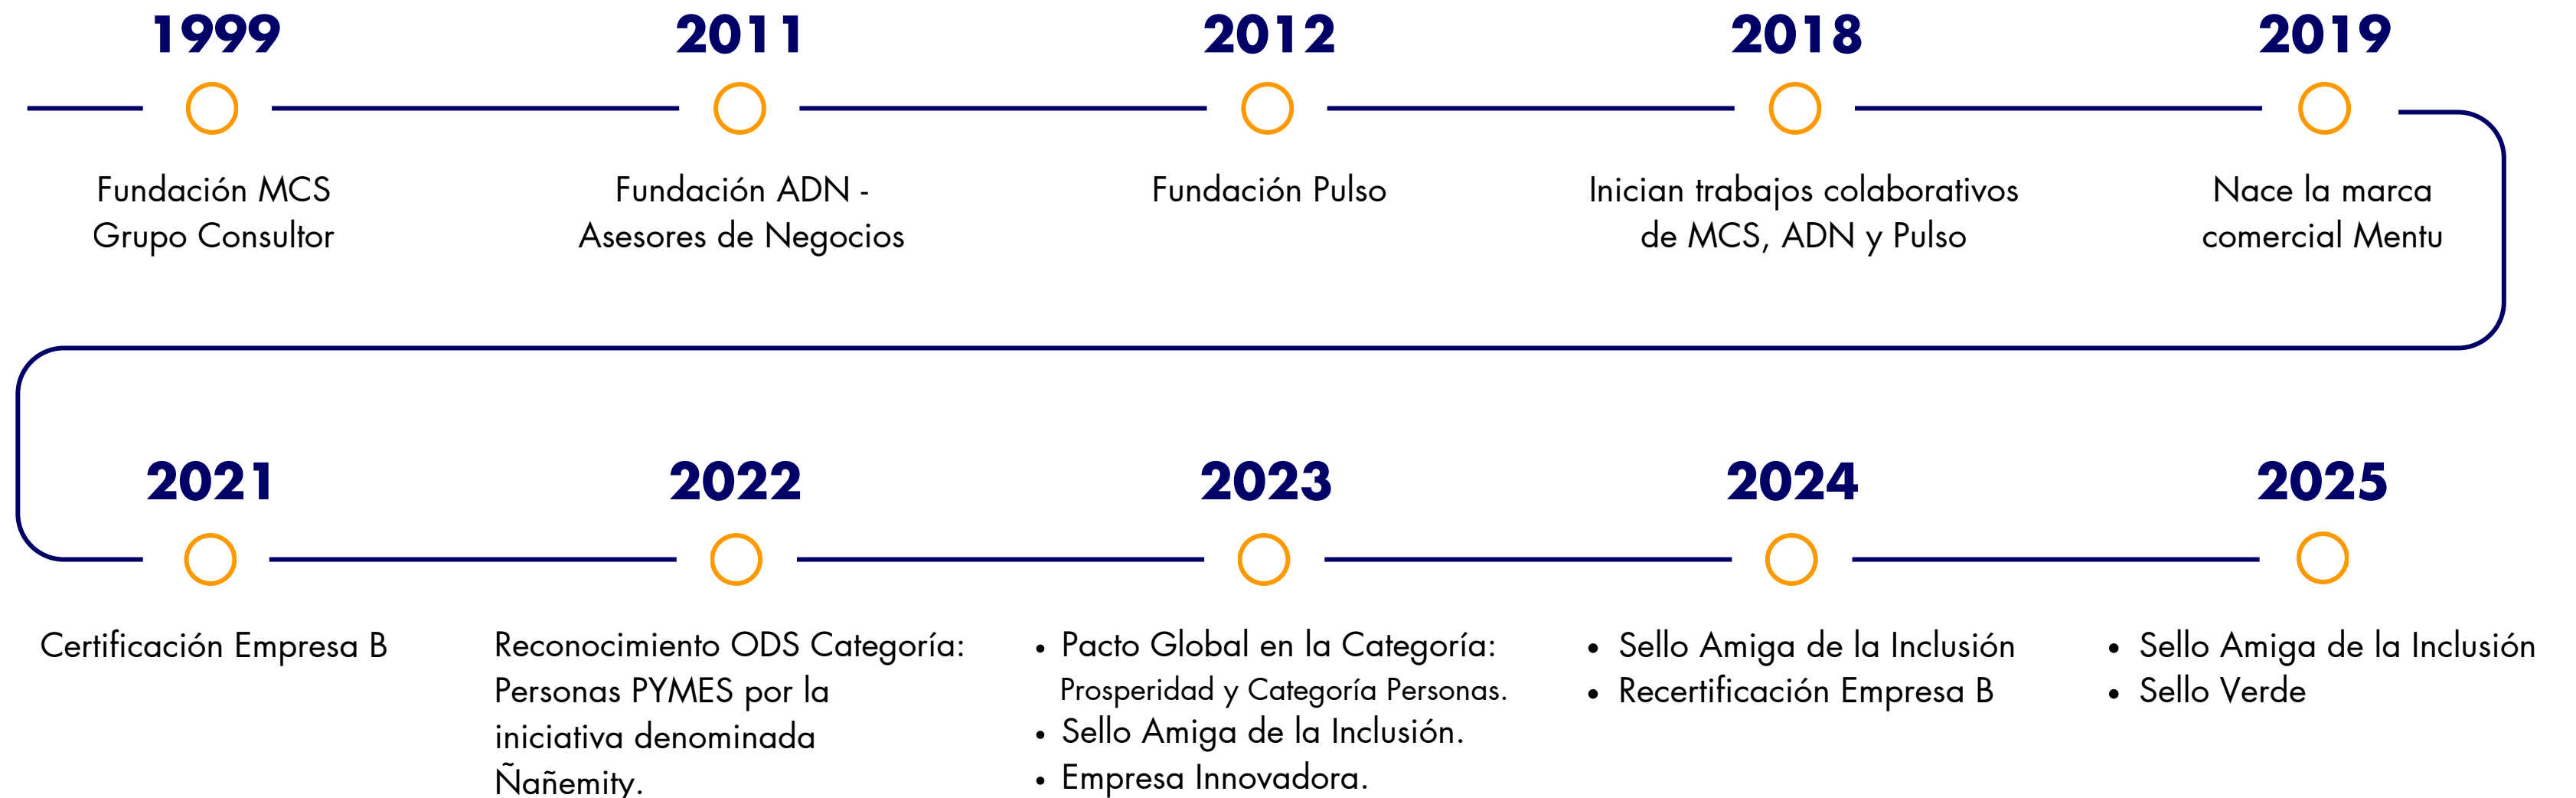 1999
Fundación MCS
Grupo Consultor
2011
Fundación ADN -
Asesores de Negocios
2012
Fundación Pulso
2018
Inician trabajos colaborativos
de MCS, ADN y Pulso
2019
Nace la marca
comercial Mentu
2021
Certificación Empresa B
2022
Reconocimiento ODS Categoría:
Personas PYMES por la
iniciativa denominada
Ñañemity.
2023
• Pacto Global en la Categoría:
Prosperidad y Categoría Personas.
• Sello Amiga de la Inclusión.
• Empresa Innovadora.
2024
• Sello Amiga de la Inclusión
• Recertificación Empresa B
2025
• Sello Amiga de la Inclusión
• Sello Verde